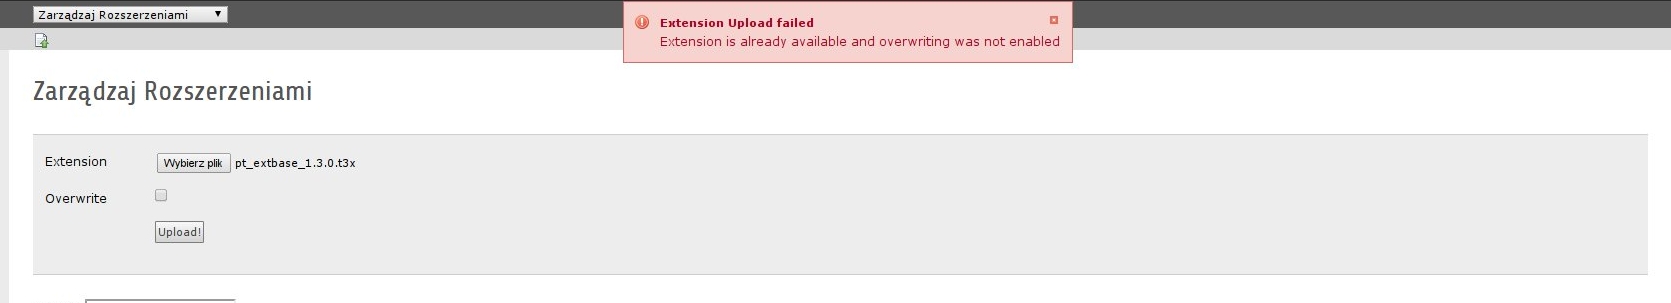 Zarządzaj Rozszerzeniami
Extension Upload failed
Extension is already available and overwriting was not enabled
Zarządzaj Rozszerzeniami
Extension Wybierz plik pt_extbase_1.3.0.t3x
Overwrite
Upload!